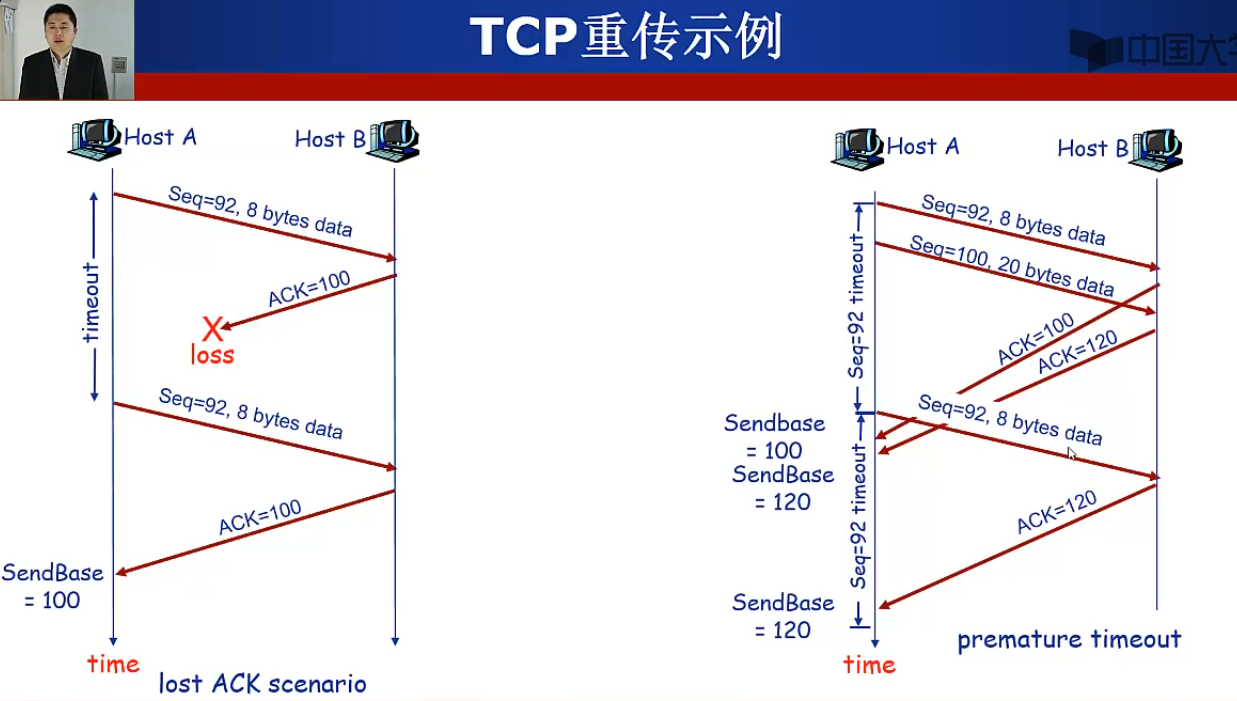 TCP重传示例
中国大学
Host A
Host B
Seq=92, 8 bytes data
timeout
ACK=100
X
loss
Seq=92, 8 bytes data
ACK=100
SendBase
= 100
time
lost ACK scenario
Host A
Host B
Seq=92, 8 bytes data
Seq=100, 20 bytes data
Seq=92 timeout
ACK=100
ACK=120
Seq=92, 8 bytes data
Sendbase
= 100
SendBase
= 120
Seq=92 timeout
ACK=120
SendBase
= 120
premature timeout
time